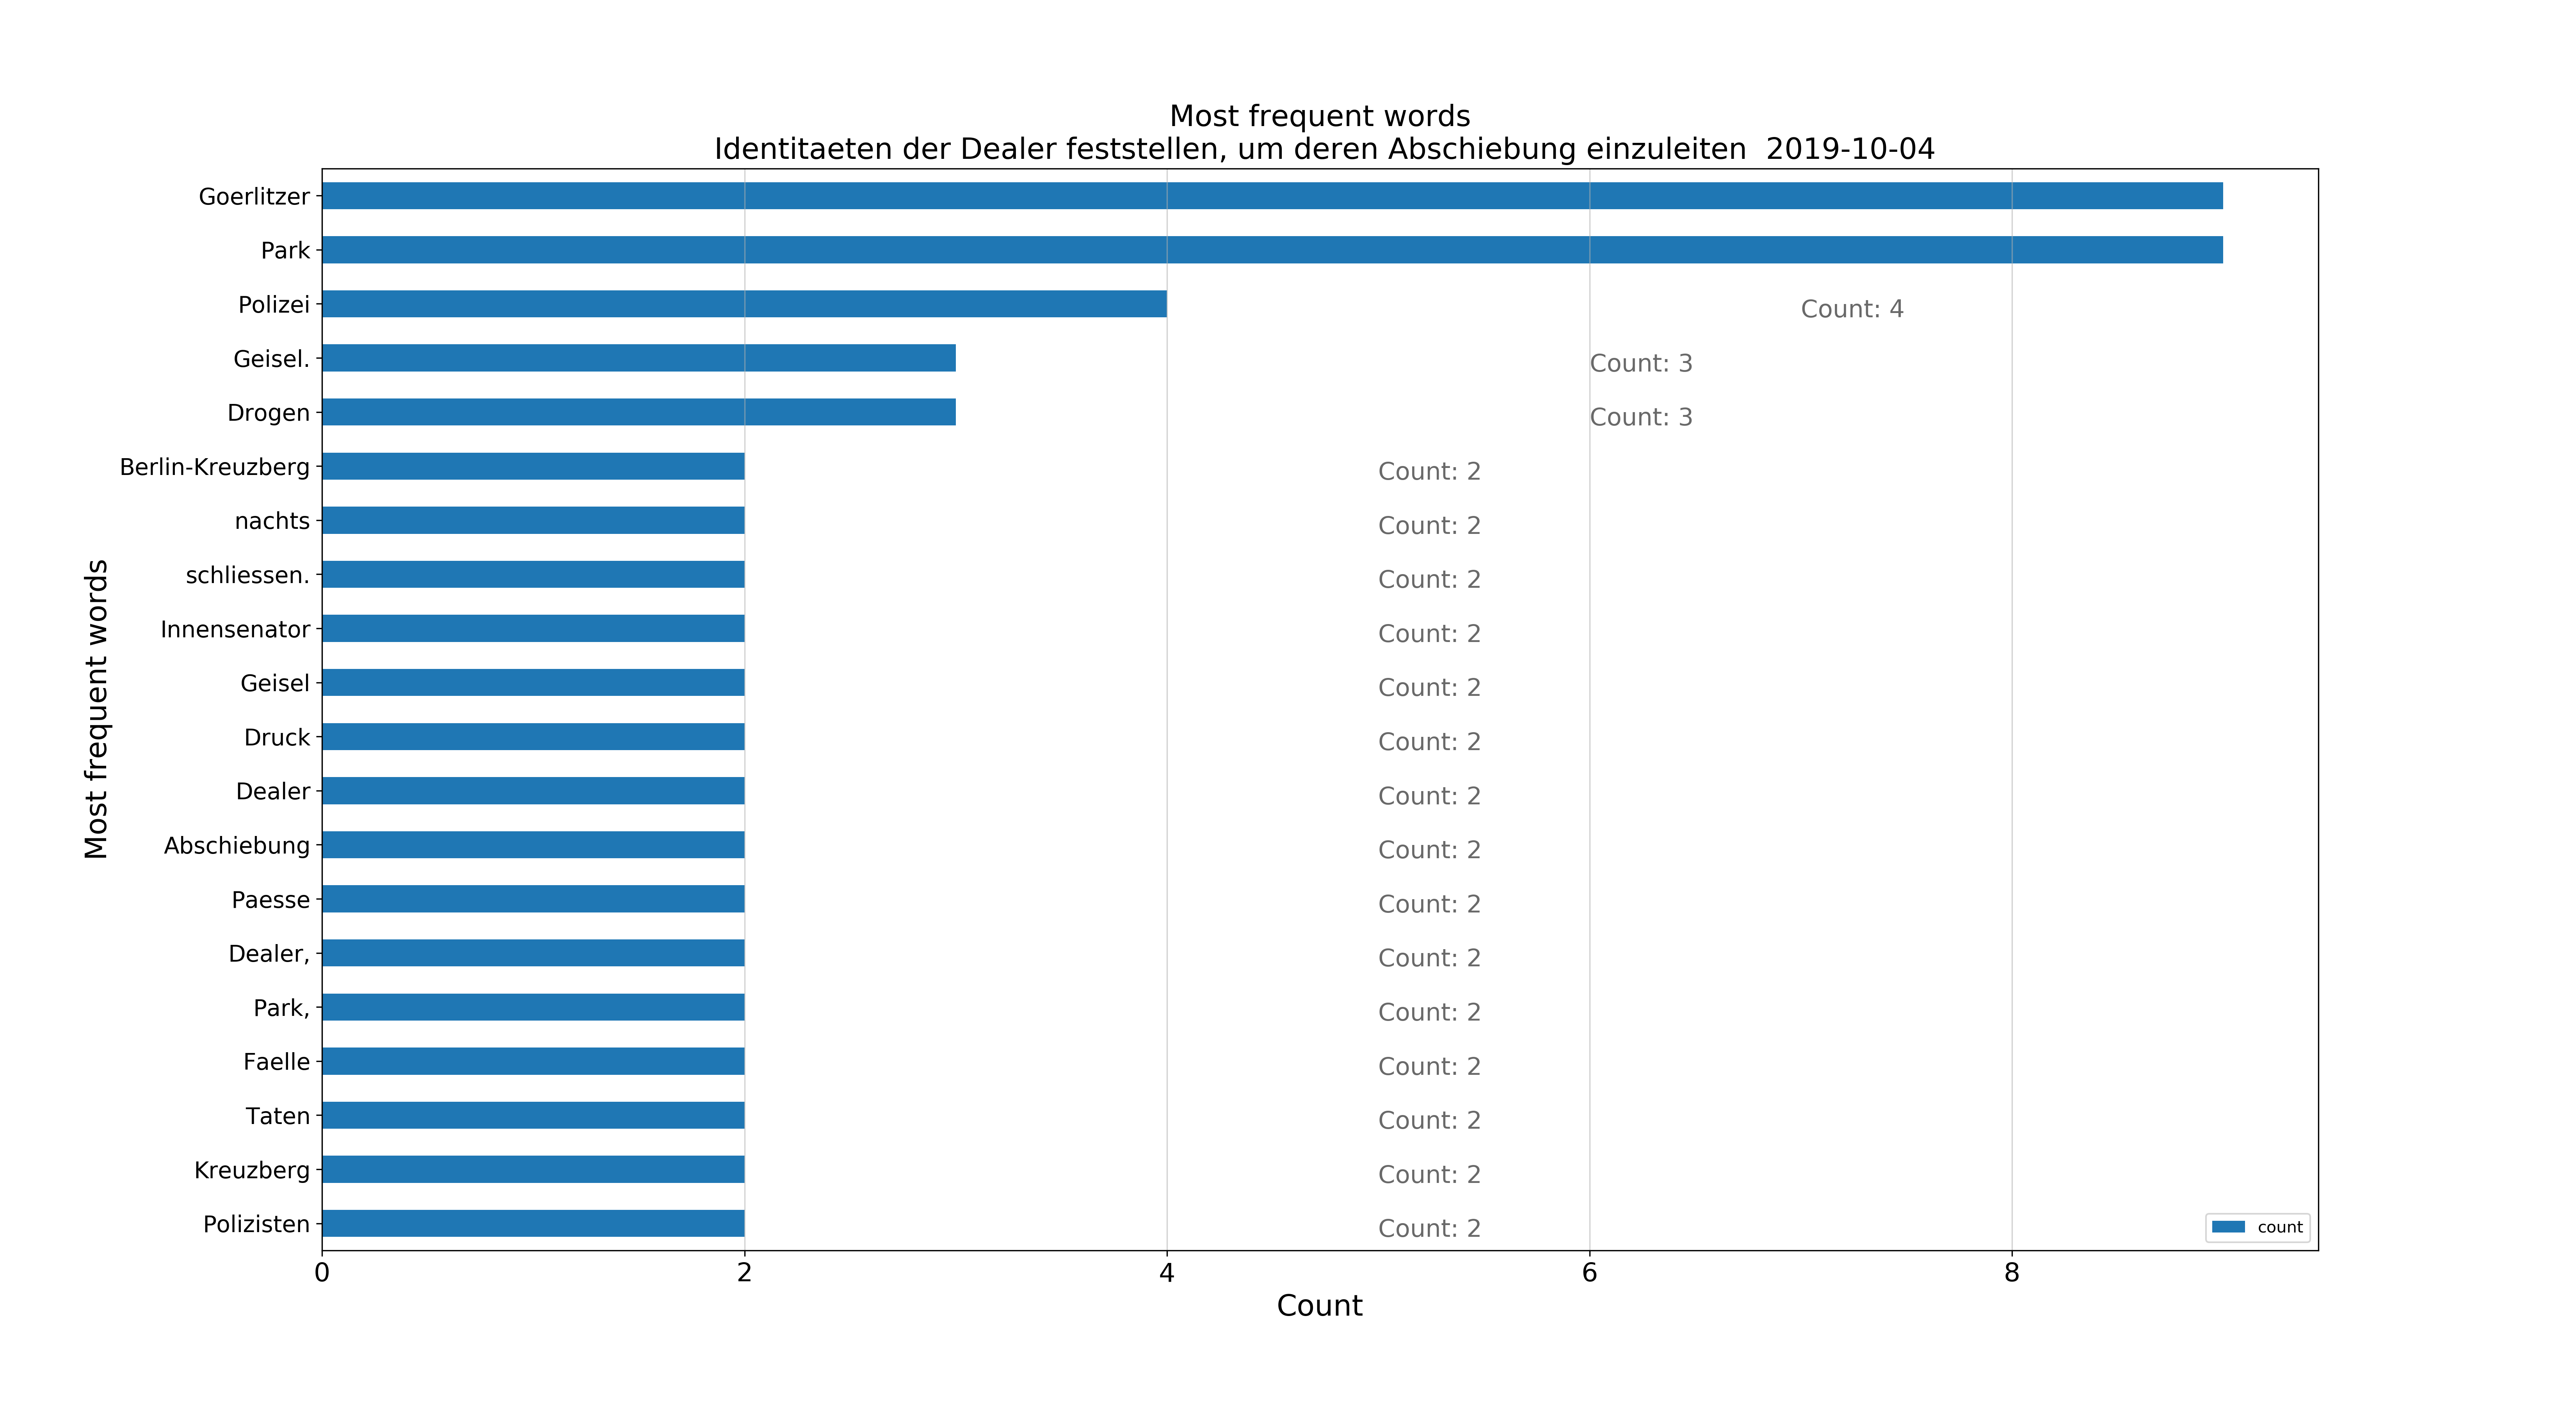 Most frequent words
Identitaeten der Dealer feststellen, um deren Abschiebung einzuleiten  2019-10-04
Most frequent words
Goerlitzer
Park
Polizei Count: 4
Geisel. Count: 3
Drogen Count: 3
Berlin-Kreuzberg Count: 2
nachts Count: 2
schliessen. Count: 2
Innensenator Count: 2
Geisel Count: 2
Druck Count: 2
Dealer Count: 2
Abschiebung Count: 2
Paesse Count: 2
Dealer, Count: 2
Park, Count: 2
Faelle Count: 2
Taten Count: 2
Kreuzberg Count: 2
Polizisten Count: 2
count
0 2 4 6 8
Count